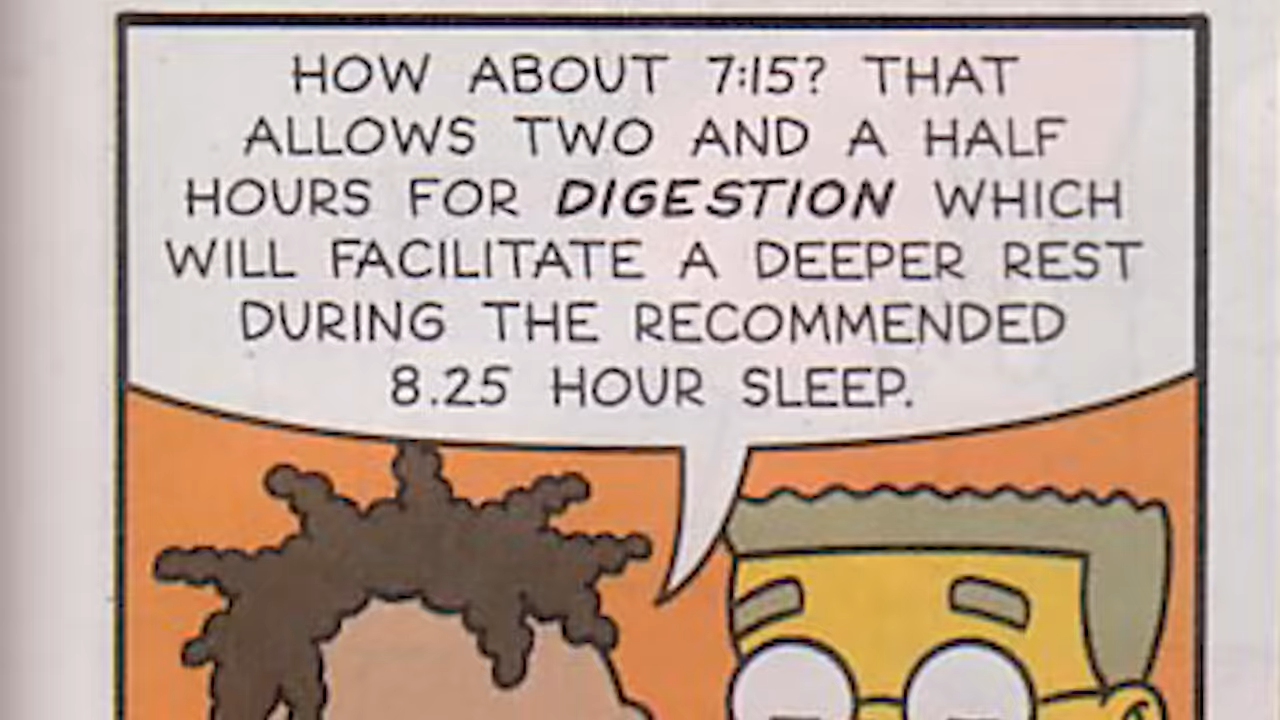 HOW ABOUT 7:15? THAT
ALLOWS TWO AND A HALF
HOURS FOR DIGESTION WHICH
WILL FACILITATE A DEEPER REST
DURING THE RECOMMENDED
8.25 HOUR SLEEP.